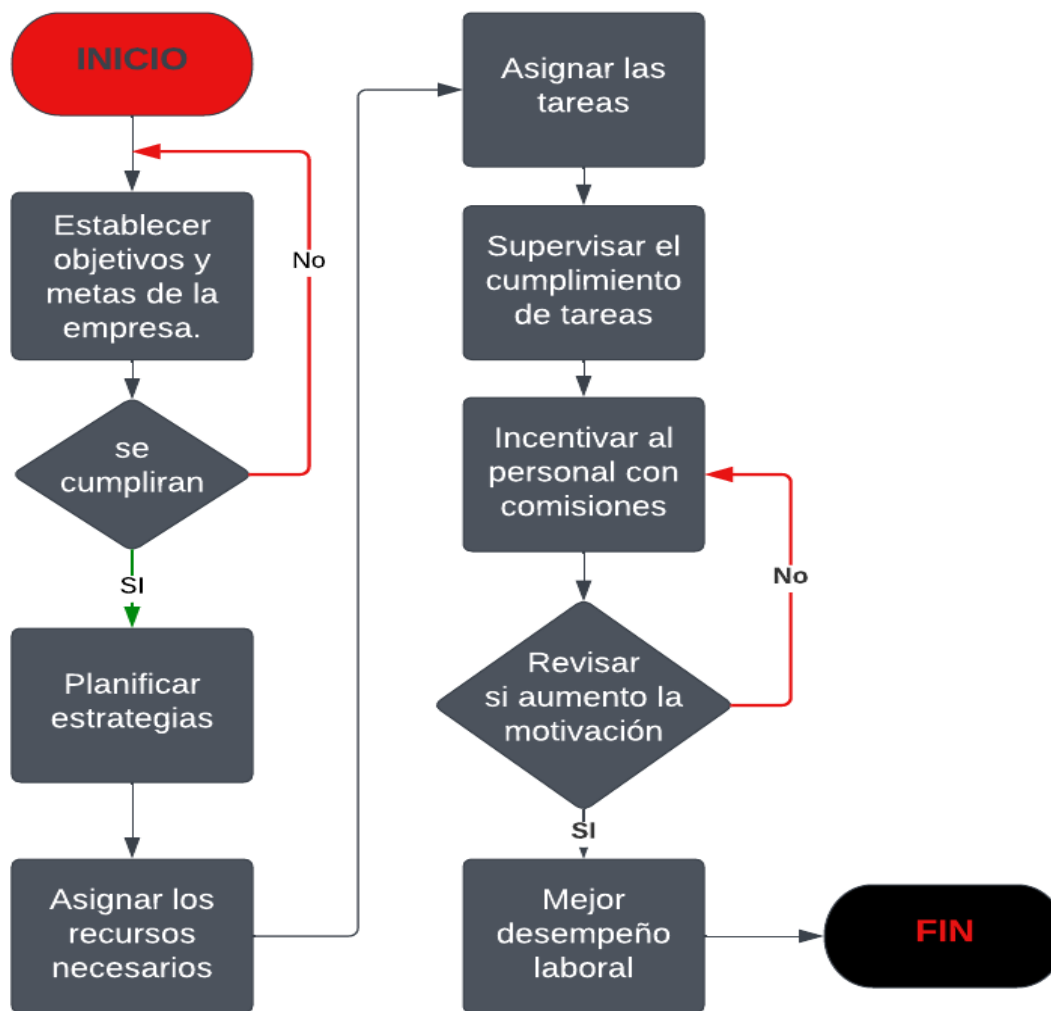 INICIO
Establecer
objetivos y
metas de la
empresa.
No
se
cumpliran
SI
Planificar
estrategias
Asignar los
recursos
necesarios
Asignar las
tareas
Supervisar el
cumplimiento
de tareas
Incentivar al
personal con
comisiones
No
Revisar
si aumento la
motivación
SI
Mejor
desempeño
laboral
FIN